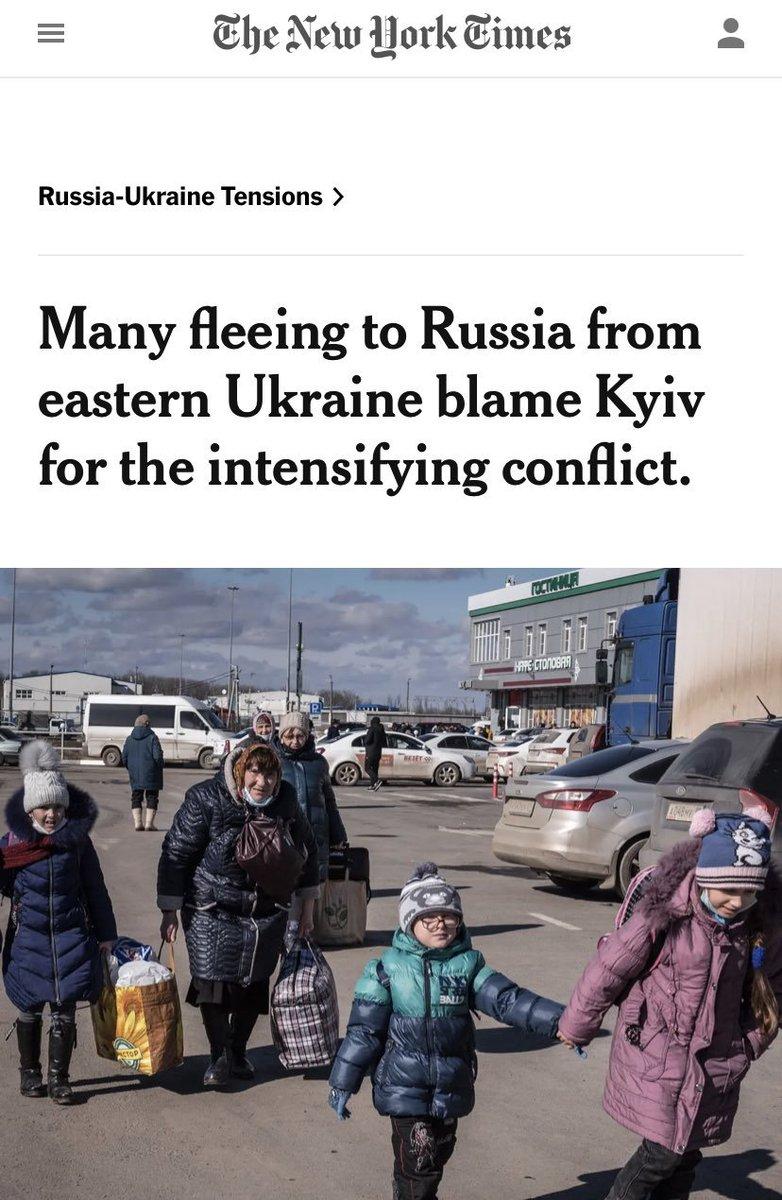 The New York Times
Russia-Ukraine Tensions >
Many fleeing to Russia from
eastern Ukraine blame Kyiv
for the intensifying conflict.
ГОСТИНИЦА
КАФЕ-СТОЛОВАЯ
P
ВЕЗЁТ